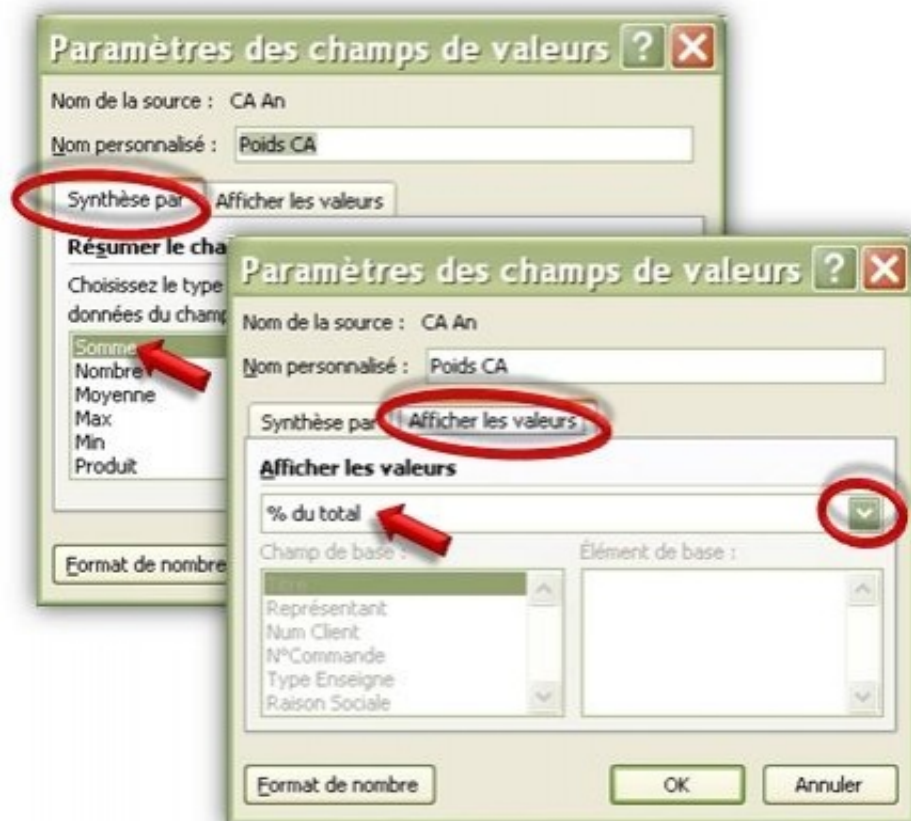 Paramètres des champs de valeurs ?
Nom de la source : CA An
Nom personnalisé : Poids CA
Synthèse par Afficher les valeurs
Résumer le cha
Choisissez le type
données du champ
Somme
Nombre
Moyenne
Max
Min
Produit
Format de nombre
Paramètres des champs de valeurs ?
Nom de la source : CA An
Nom personnalisé : Poids CA
Synthèse par Afficher les valeurs
Afficher les valeurs
% du total
Champ de base : Élément de base :
Représentant
Num Client
N°Commande
Type Enseigne
Raison Sociale
Format de nombre OK Annuler